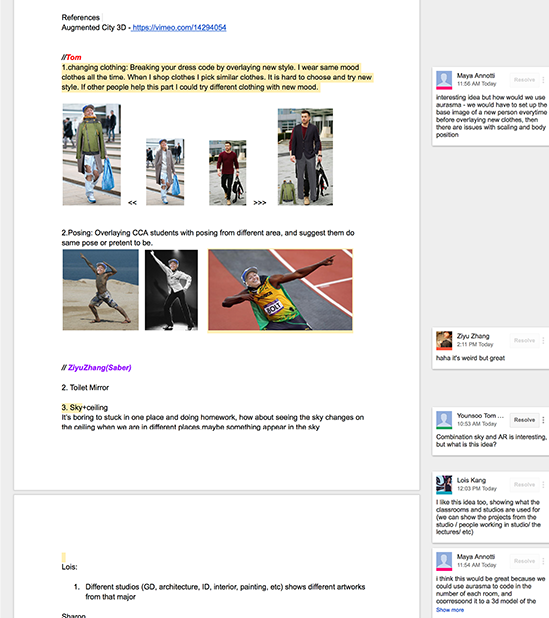 References
Augmented City 3D - https://vimeo.com/14294054
//Tom
1.changing clothing: Breaking your dress code by overlaying new style. I wear same mood
clothes all the time. When I shop clothes I pick similar clothes. It is hard to choose and try new
style. If other people help this part I could try different clothing with new mood.
<< >>>
2.Posing: Overlaying CCA students with posing from different area, and suggest them do
same pose or pretent to be.
BOLT
// ZiyuZhang(Saber)
2. Toilet Mirror
3. Sky+ceiling
It's boring to stuck in one place and doing homework, how about seeing the sky changes on
the ceiling when we are in different places maybe something appear in the sky
Lois:
1. Different studios (GD, architecture, ID, interior, painting, etc) shows different artworks
from that major
Sharon
Maya Annotti
11:56 AM Today
Resolve
interesting idea but how would we use
aurasma - we would have to set up the
base image of a new person everytime
before overlaying new clothes, then
there are issues with scaling and body
position
Ziyu Zhang
2:11 PM Today
Resolve
haha it's weird but great
Younsoo Tom ...
10:53 AM Today
Resolve
Combination sky and AR is interesting,
but what is this idea?
Lois Kang
12:03 PM Today
Resolve
I like this idea too, showing what the
classrooms and studios are used for
(we can show the projects from the
studio / people working in studio/ the
lectures/ etc)
Maya Annotti
11:54 AM Today
Resolve
i think this would be great because we
could use aurasma to code in the
number of each room, and
coorresoond it to a 3d model of the
Show more